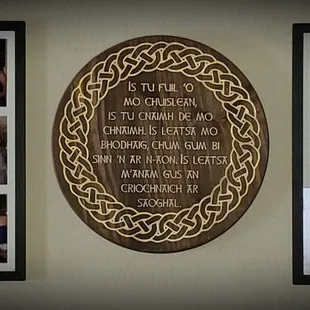 Is tu fuil 'o
mo chuislean,
is tu cnaimh de mo
chnaimh. Is leatsa mo
bhodhaig, chum gum bi
sinn 'n ar n-aon. Is leatsa
m'anam gus an
criochnaich ar
saoghal.